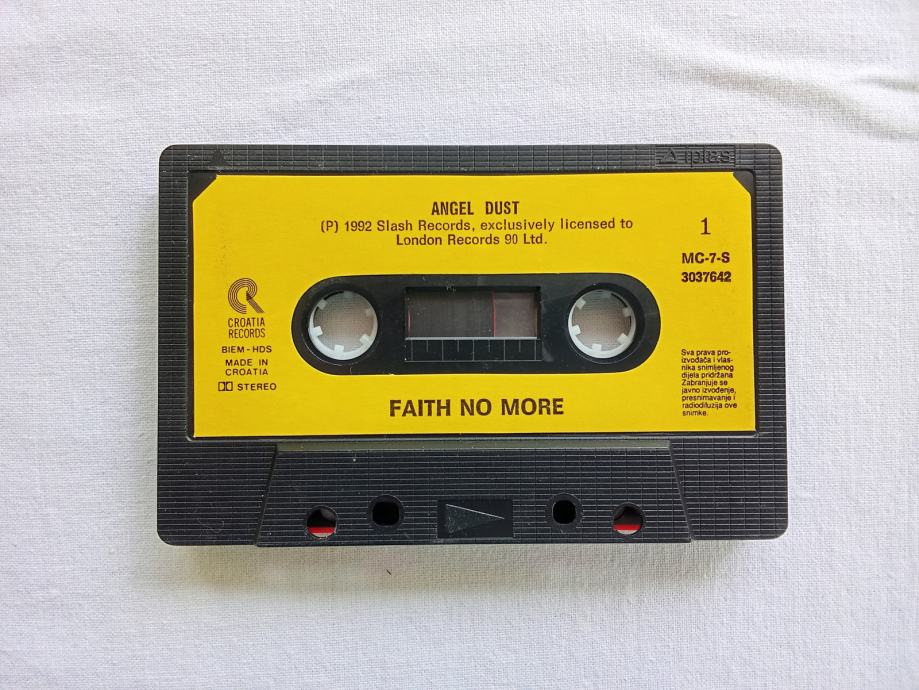 iplas
ANGEL DUST
(P) 1992 Slash Records, exclusively licensed to
London Records 90 Ltd.
1
MC-7-S
3037642
CROATIA
RECORDS
BIEM-HDS
MADE IN
CROATIA
STEREO
Sva prava pro-
izvođača i vlas-
nika snimljenog
dijela pridržana
Zabranjuje se
javno izvođenje,
presnimavanje i
radiodifuzija ove
snimke.
FAITH NO MORE